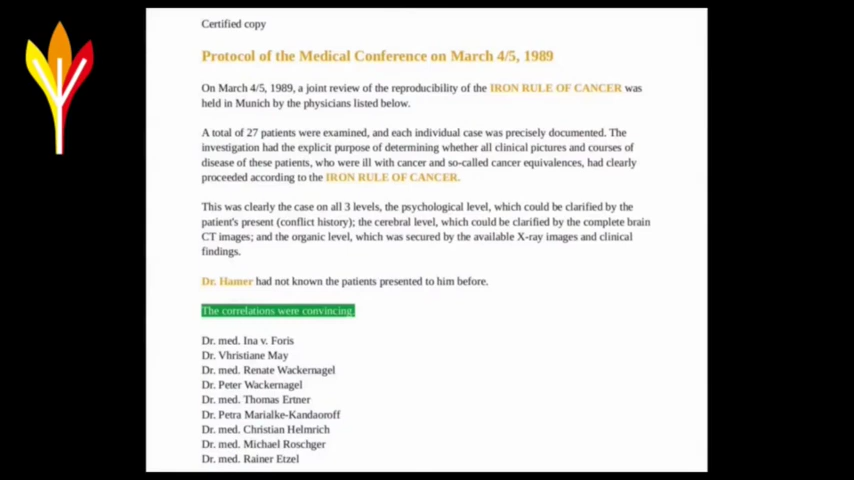 Certified copy
Protocol of the Medical Conference on March 4/5, 1989
On March 4/5, 1989, a joint review of the reproducibility of the IRON RULE OF CANCER was
held in Munich by the physicians listed below.
A total of 27 patients were examined, and each individual case was precisely documented. The
investigation had the explicit purpose of determining whether all clinical pictures and courses of
disease of these patients, who were ill with cancer and so-called cancer equivalences, had clearly
proceeded according to the IRON RULE OF CANCER.
This was clearly the case on all 3 levels, the psychological level, which could be clarified by the
patient's present (conflict history); the cerebral level, which could be clarified by the complete brain
CT images; and the organic level, which was secured by the available X-ray images and clinical
findings.
Dr. Hamer had not known the patients presented to him before.
The correlations were convincing.
Dr. med. Ina v. Foris
Dr. Vhristiane May
Dr. med. Renate Wackernagel
Dr. Peter Wackernagel
Dr. med. Thomas Ertner
Dr. Petra Marialke-Kandaoroff
Dr. med. Christian Helmrich
Dr. med. Michael Roschger
Dr. med. Rainer Etzel